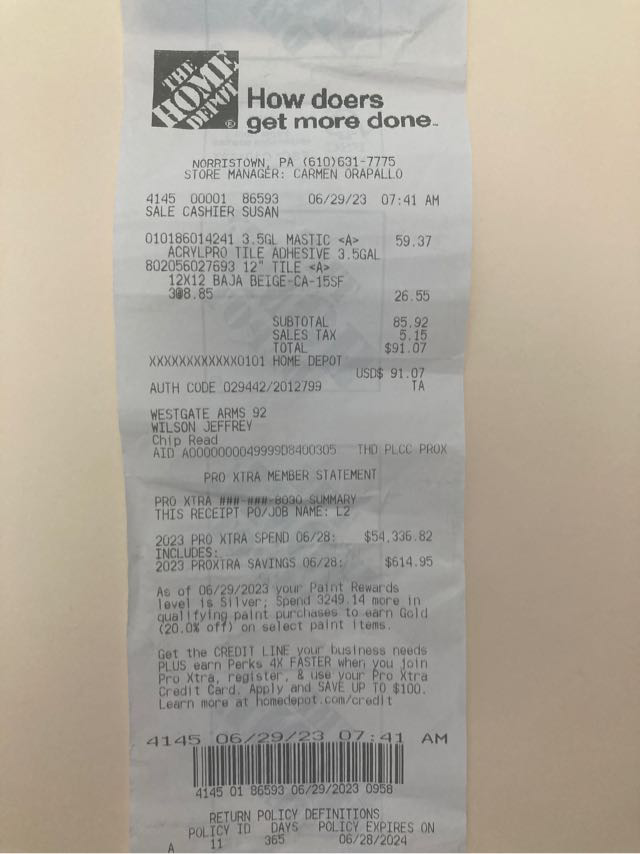 THE HOME DEPOT
How doers
get more done™
NORRISTOWN, PA (610)631-7775
STORE MANAGER: CARMEN ORAPALLO
4145 00001 86593 06/29/23 07:41 AM
SALE CASHIER SUSAN
010186014241 3.5GL MASTIC <A> 59.37
ACRYLPRO TILE ADHESIVE 3.5GAL
802056027693 12" TILE <A>
12X12 BAJA BEIGE-CA-15SF
3@8.85 26.55
SUBTOTAL 85.92
SALES TAX 5.15
TOTAL $91.07
XXXXXXXXXXXX0101 HOME DEPOT
USD$ 91.07
AUTH CODE 029442/2012799 TA
WESTGATE ARMS 92
WILSON JEFFREY
Chip Read
AID A0000000049999D8400305 THD PLCC PROX
PRO XTRA MEMBER STATEMENT
PRO XTRA ###-###-8030 SUMMARY
THIS RECEIPT PO/JOB NAME: L2
2023 PRO XTRA SPEND 06/28: $54,336.82
INCLUDES:
2023 PROXTRA SAVINGS 06/28: $614.95
As of 06/29/2023 your Paint Rewards
level is Silver; Spend 3249.14 more in
qualifying paint purchases to earn Gold
(20.0% off) on select paint items.
Get the CREDIT LINE your business needs
PLUS earn Perks 4X FASTER when you join
Pro Xtra, register, & use your Pro Xtra
Credit Card. Apply and SAVE UP TO $100.
Learn more at homedepot.com/credit
4145 06/29/23 07:41 AM
4145 01 86593 06/29/2023 0958
RETURN POLICY DEFINITIONS
POLICY ID DAYS POLICY EXPIRES ON
A 11 365 06/28/2024